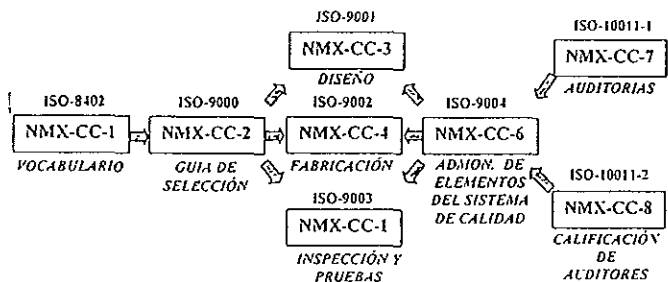 ISO-9001
NMX-CC-3
DISEÑO
ISO-10011-1
NMX-CC-7
AUDITORIAS
ISO-8402
NMX-CC-1
VOCABULARIO
ISO-9000
NMX-CC-2
GUIA DE
SELECCIÓN
ISO-9002
NMX-CC-4
FABRICACIÓN
ISO-9004
NMX-CC-6
ADMON. DE
ELEMENTOS
DEL SISTEMA
DE CALIDAD
ISO-10011-2
NMX-CC-8
CALIFICACIÓN
DE
AUDITORES
ISO-9003
NMX-CC-1
INSPECCIÓN Y
PRUEBAS